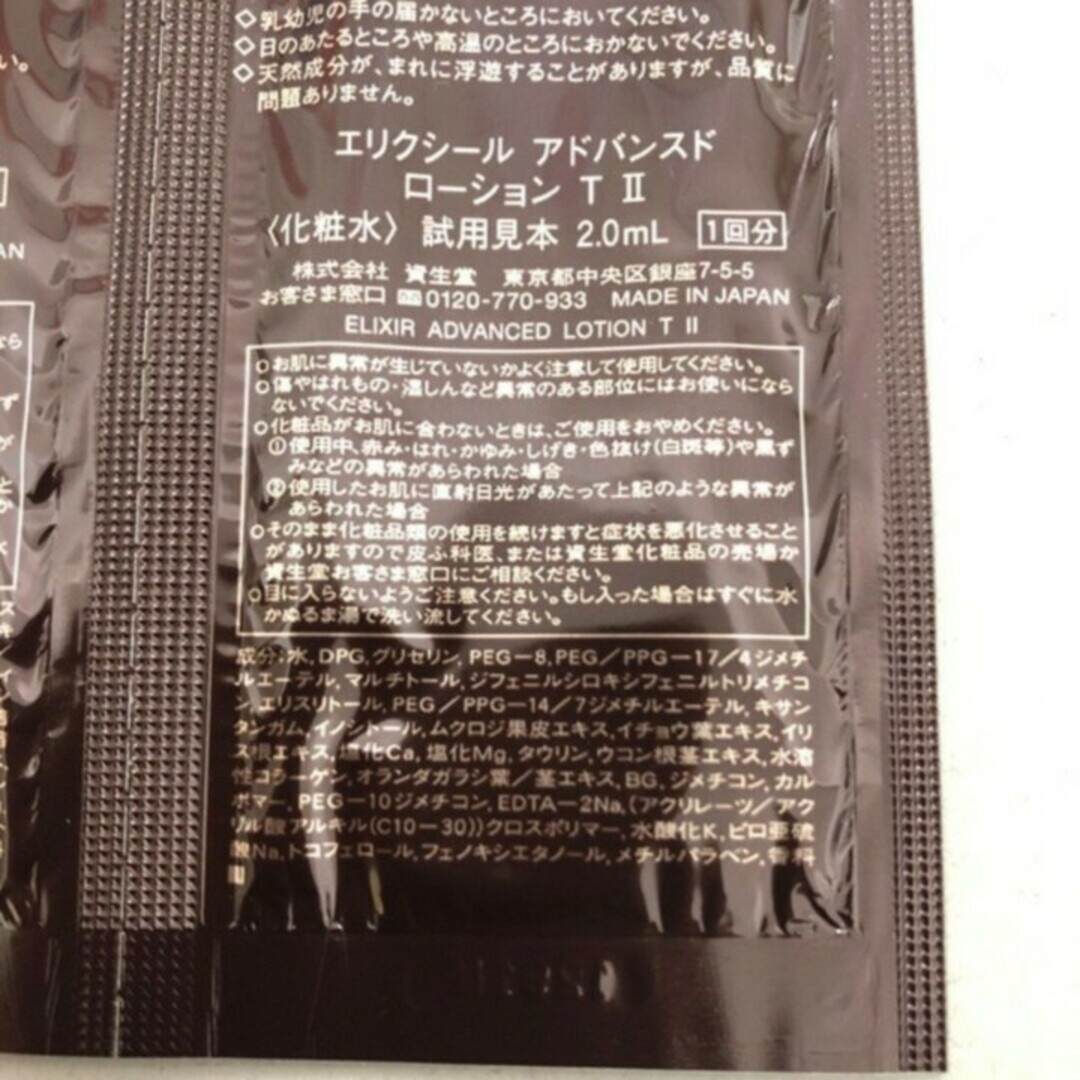 ◇乳幼児の手の届かないところにおいてください。
◇日のあたるところや高温のところにおかないでください。
◇天然成分が、まれに浮遊することがありますが、品質に
問題ありません。
エリクシール アドバンスド
ローション T II
〈化粧水〉 試用見本 2.0mL 1回分
株式会社 資生堂 東京都中央区銀座7-5-5
お客さま窓口 0120-770-933 MADE IN JAPAN
ELIXIR ADVANCED LOTION T II
○お肌に異常が生じていないかよく注意して使用してください。
○傷やはれもの・湿しんなど異常のある部位にはお使いになら
ないでください。
○化粧品がお肌に合わないときは、ご使用をおやめください。
①使用中、赤み・はれ・かゆみ・しげき・色抜け(白斑等)や黒ず
みなどの異常があらわれた場合
②使用したお肌に直射日光があたって上記のような異常が
あらわれた場合
○そのまま化粧品類の使用を続けますと症状を悪化させること
がありますので皮ふ科医、または資生堂化粧品の売場か
資生堂お客さま窓口にご相談ください。
○目に入らないようご注意ください。もし入った場合はすぐに水
かぬるま湯で洗い流してください。
成分:水,DPG,グリセリン,PEG-8,PEG/PPG-17/4ジメチ
ルエーテル,マルチトール,ジフェニルシロキシフェニルトリメチコ
ン,エリスリトール,PEG/PPG-14/7ジメチルエーテル,キサン
タンガム,イノシトール,ムクロジ果皮エキス,イチョウ葉エキス,イリ
ス根エキス,塩化Ca,塩化Mg,タウリン,ウコン根茎エキス,水溶
性コラーゲン,オランダガラシ葉/茎エキス,BG,ジメチコン,カル
ボマー,PEG-10ジメチコン,EDTA-2Na,(アクリレーツ/アク
リル酸アルキル(C10-30))クロスポリマー,水酸化K,ピロ亜硫
酸Na,トコフェロール,フェノキシエタノール,メチルパラベン,香料